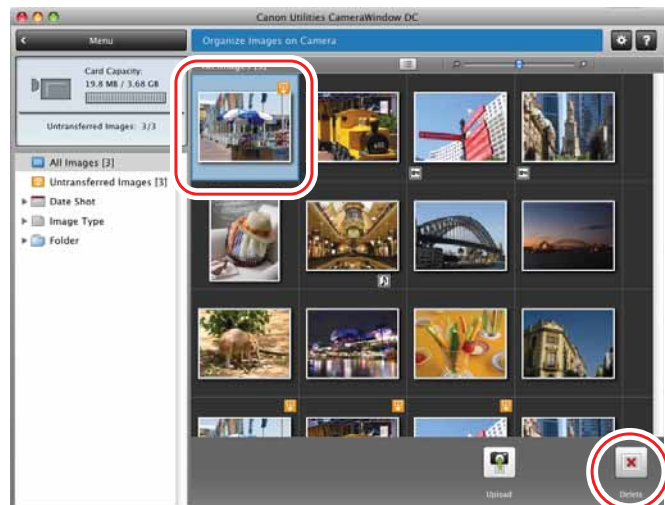 Canon Utilities CameraWindow DC
Menu
Organize Images on Camera
?
Card Capacity:
19.8 MB / 3.68 GB
Untransferred Images: 3/3
All Images [3]
Untransferred Images [3]
Date Shot
Image Type
Folder
Upload
Delete